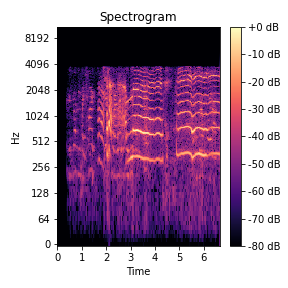 Spectrogram
8192
4096
2048
1024
512
256
128
64
0
Hz
0 1 2 3 4 5 6
Time
+0 dB
-10 dB
-20 dB
-30 dB
-40 dB
-50 dB
-60 dB
-70 dB
-80 dB